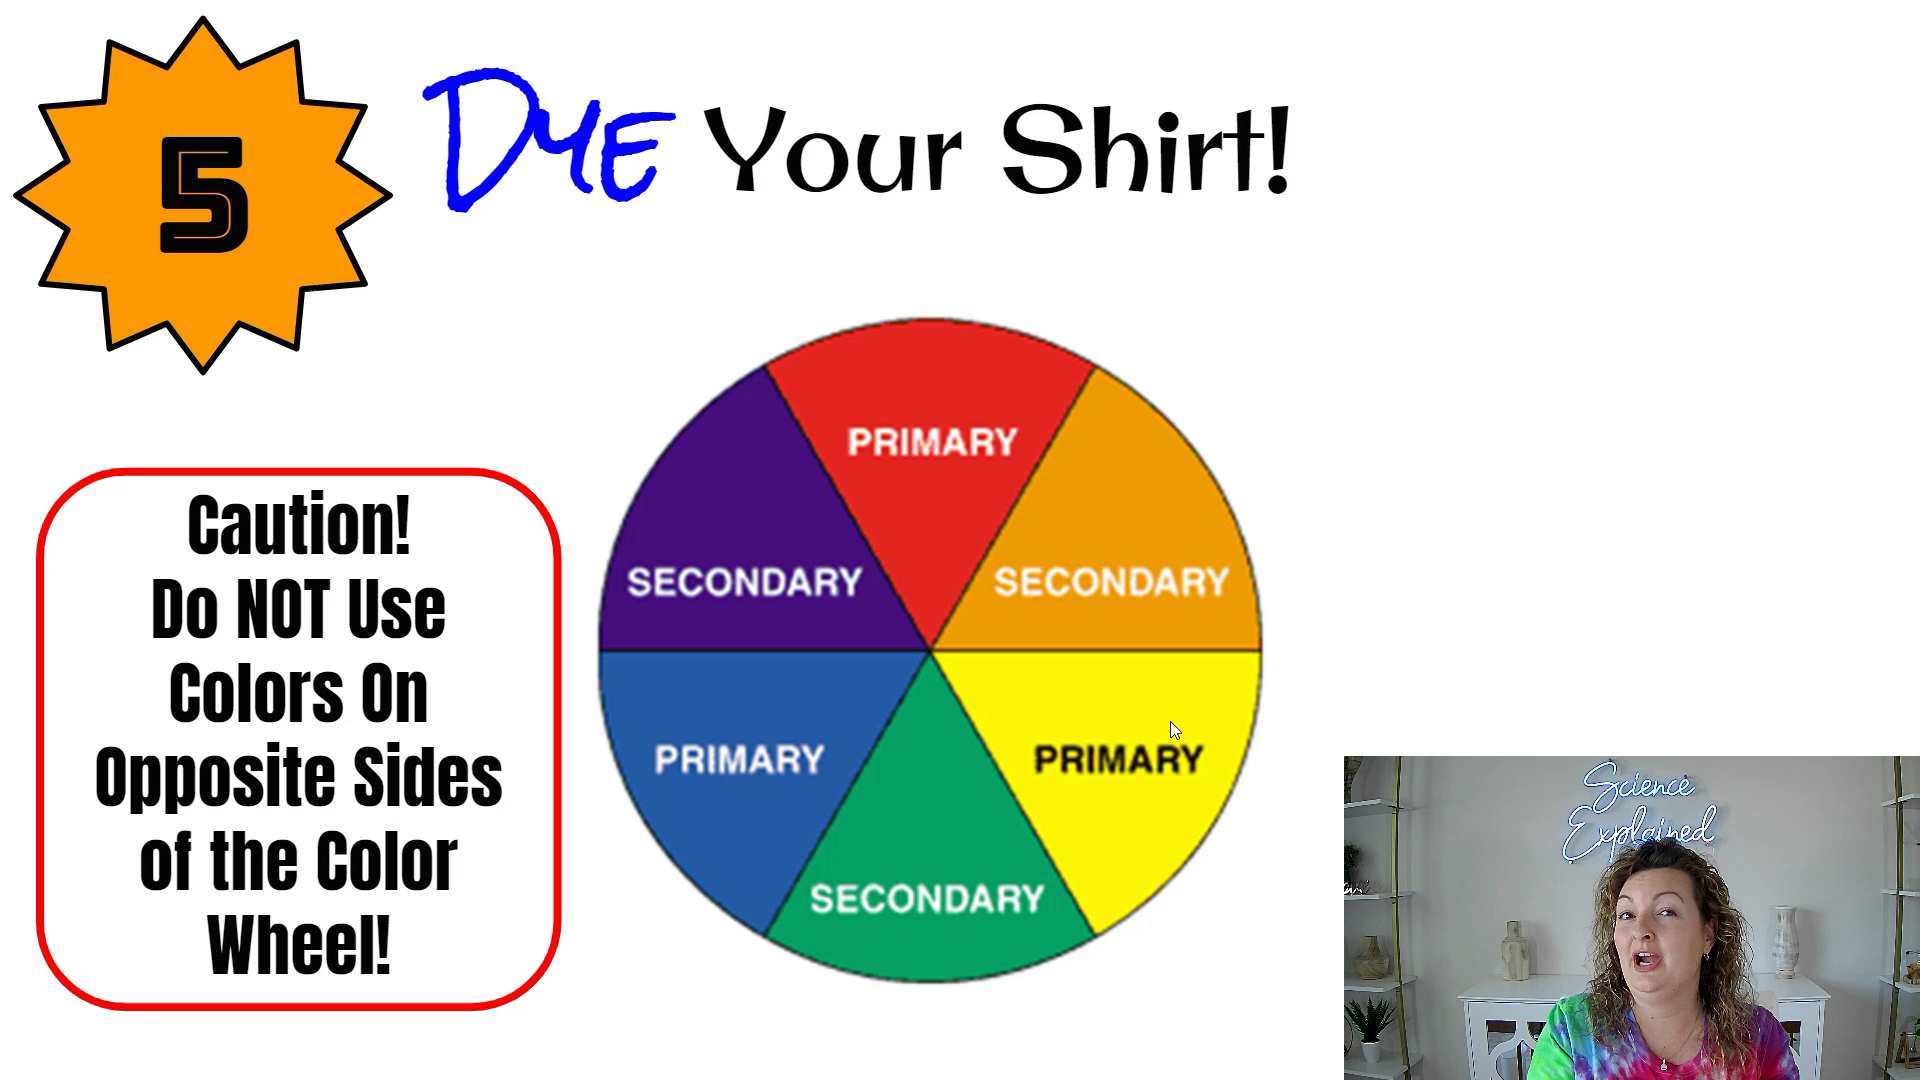 5
Dye Your Shirt!
PRIMARY
SECONDARY
SECONDARY
PRIMARY
PRIMARY
SECONDARY
Caution!
Do NOT Use
Colors On
Opposite Sides
of the Color
Wheel!
Science
Explained